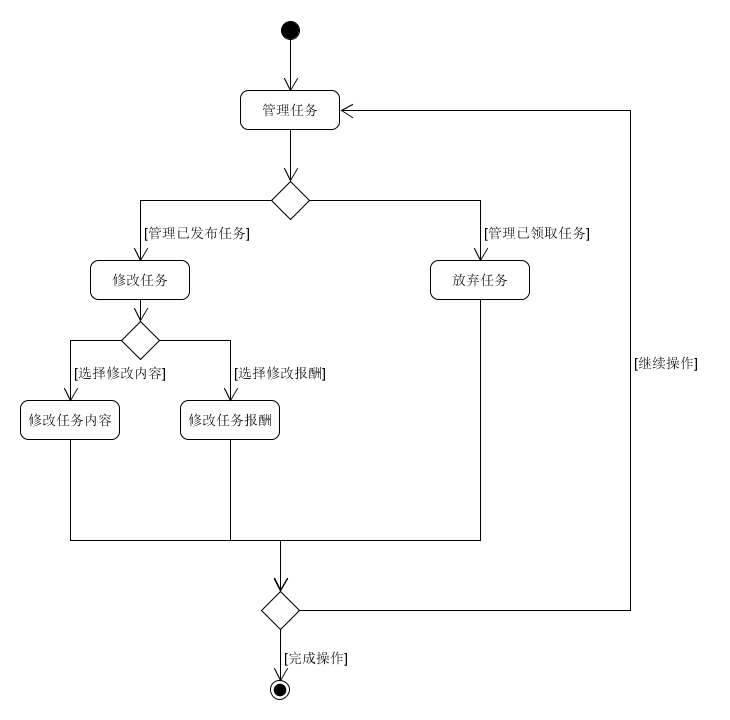 管理任务
[管理已发布任务]
[管理已领取任务]
修改任务
放弃任务
[选择修改内容]
[选择修改报酬]
[继续操作]
修改任务内容
修改任务报酬
[完成操作]